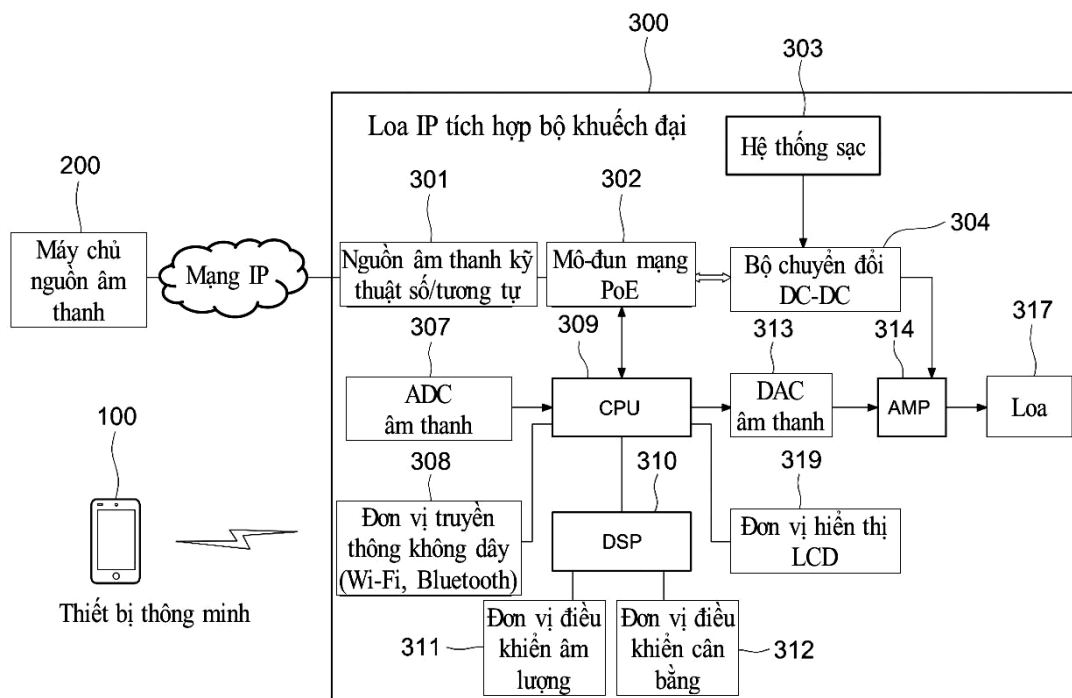 300
303
Loa IP tích hợp bộ khuếch đại
Hệ thống sạc
200
301
302
304
Máy chủ
nguồn âm
thanh
Mạng IP
Nguồn âm thanh kỹ
thuật số/tương tự
Mô-đun mạng
PoE
Bộ chuyển đổi
DC-DC
307
309
313
314
317
ADC
âm thanh
CPU
DAC
âm thanh
AMP
Loa
100
308
310
319
Đơn vị truyền
thông không dây
(Wi-Fi, Bluetooth)
DSP
Đơn vị hiển thị
LCD
Thiết bị thông minh
311
Đơn vị điều
khiển âm
lượng
Đơn vị điều
khiển cân
bằng
312